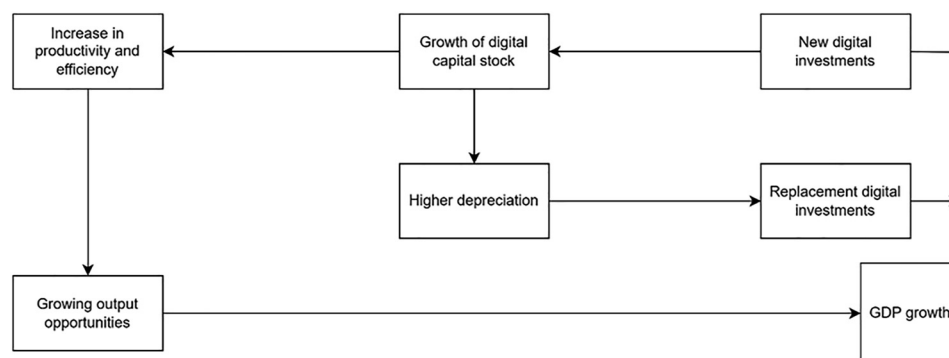 Increase in
productivity and
efficiency
Growth of digital
capital stock
New digital
investments
Higher depreciation
Replacement digital
investments
Growing output
opportunities
GDP growth